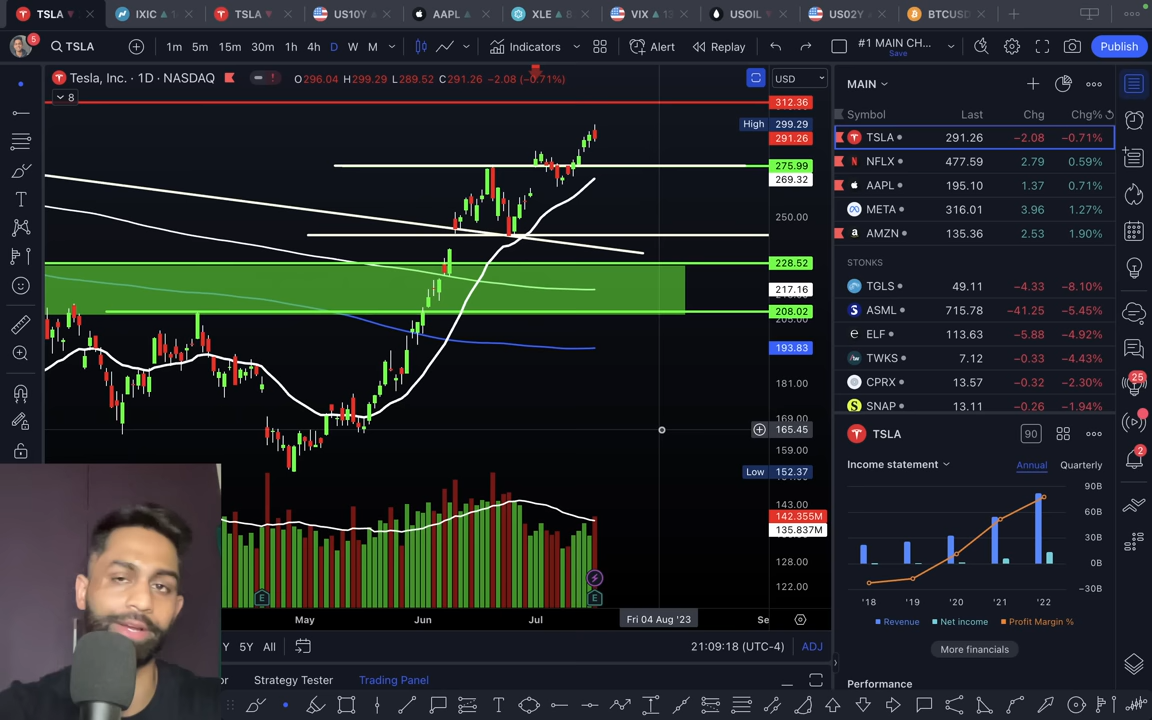 TSLA
IXIC 1
TSLA
US10Y
AAPL
XLE 8
VIX 13
USOIL
US02Y
BTCUSD
5
TSLA
1m 5m 15m 30m 1h 4h D W M
Indicators
Alert
Replay
#1 MAIN CH...
Save
Publish
Tesla, Inc. · 1D · NASDAQ
O296.04 H299.29 L289.52 C291.26 −2.08 (−0.71%)
8
USD
312.36
High 299.29
291.26
275.99
269.32
250.00
228.52
217.16
208.02
205.00
193.83
181.00
169.00
165.45
159.00
Low 152.37
143.00
142.355M
135.837M
128.00
122.00
E
E
May
Jun
Jul
Fri 04 Aug '23
Se
Y 5Y All
21:09:18 (UTC-4)
ADJ
or
Strategy Tester
Trading Panel
MAIN
Symbol Last Chg Chg%
TSLA 291.26 −2.08 −0.71%
NFLX 477.59 2.79 0.59%
AAPL 195.10 1.37 0.71%
META 316.01 3.96 1.27%
AMZN 135.36 2.53 1.90%
STONKS
TGLS 49.11 −4.33 −8.10%
ASML 715.78 −41.25 −5.45%
ELF 113.63 −5.88 −4.92%
TWKS 7.12 −0.33 −4.43%
CPRX 13.57 −0.32 −2.30%
SNAP 13.11 −0.26 −1.94%
TSLA
90
Income statement
Annual
Quarterly
90B
60B
30B
0B
−30B
'18 '19 '20 '21 '22
Revenue
Net income
Profit Margin %
More financials
Performance
25
2